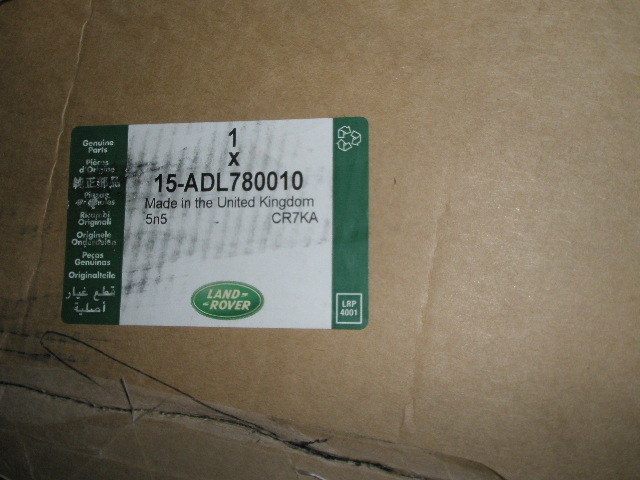 Genuine
Parts
Pièces
d'Origine
純正部品
Piezas
Originales
Ricambi
Originali
Originele
Onderdelen
Peças
Genuínas
Originalteile
قطع غيار
أصلية
1
x
15-ADL780010
Made in the United Kingdom
5n5 CR7KA
LAND-
ROVER
LRP
4001